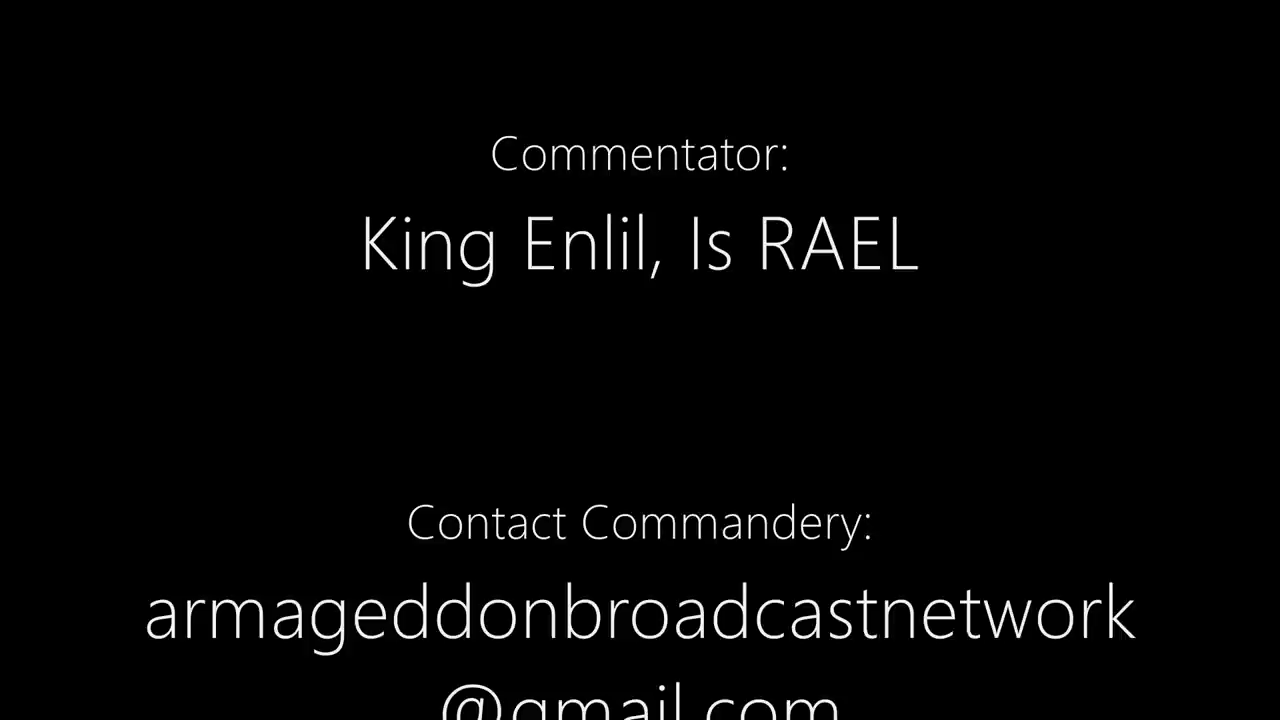 Commentator:
King Enlil, Is RAEL
Contact Commandery:
armageddonbroadcastnetwork
@gmail.com